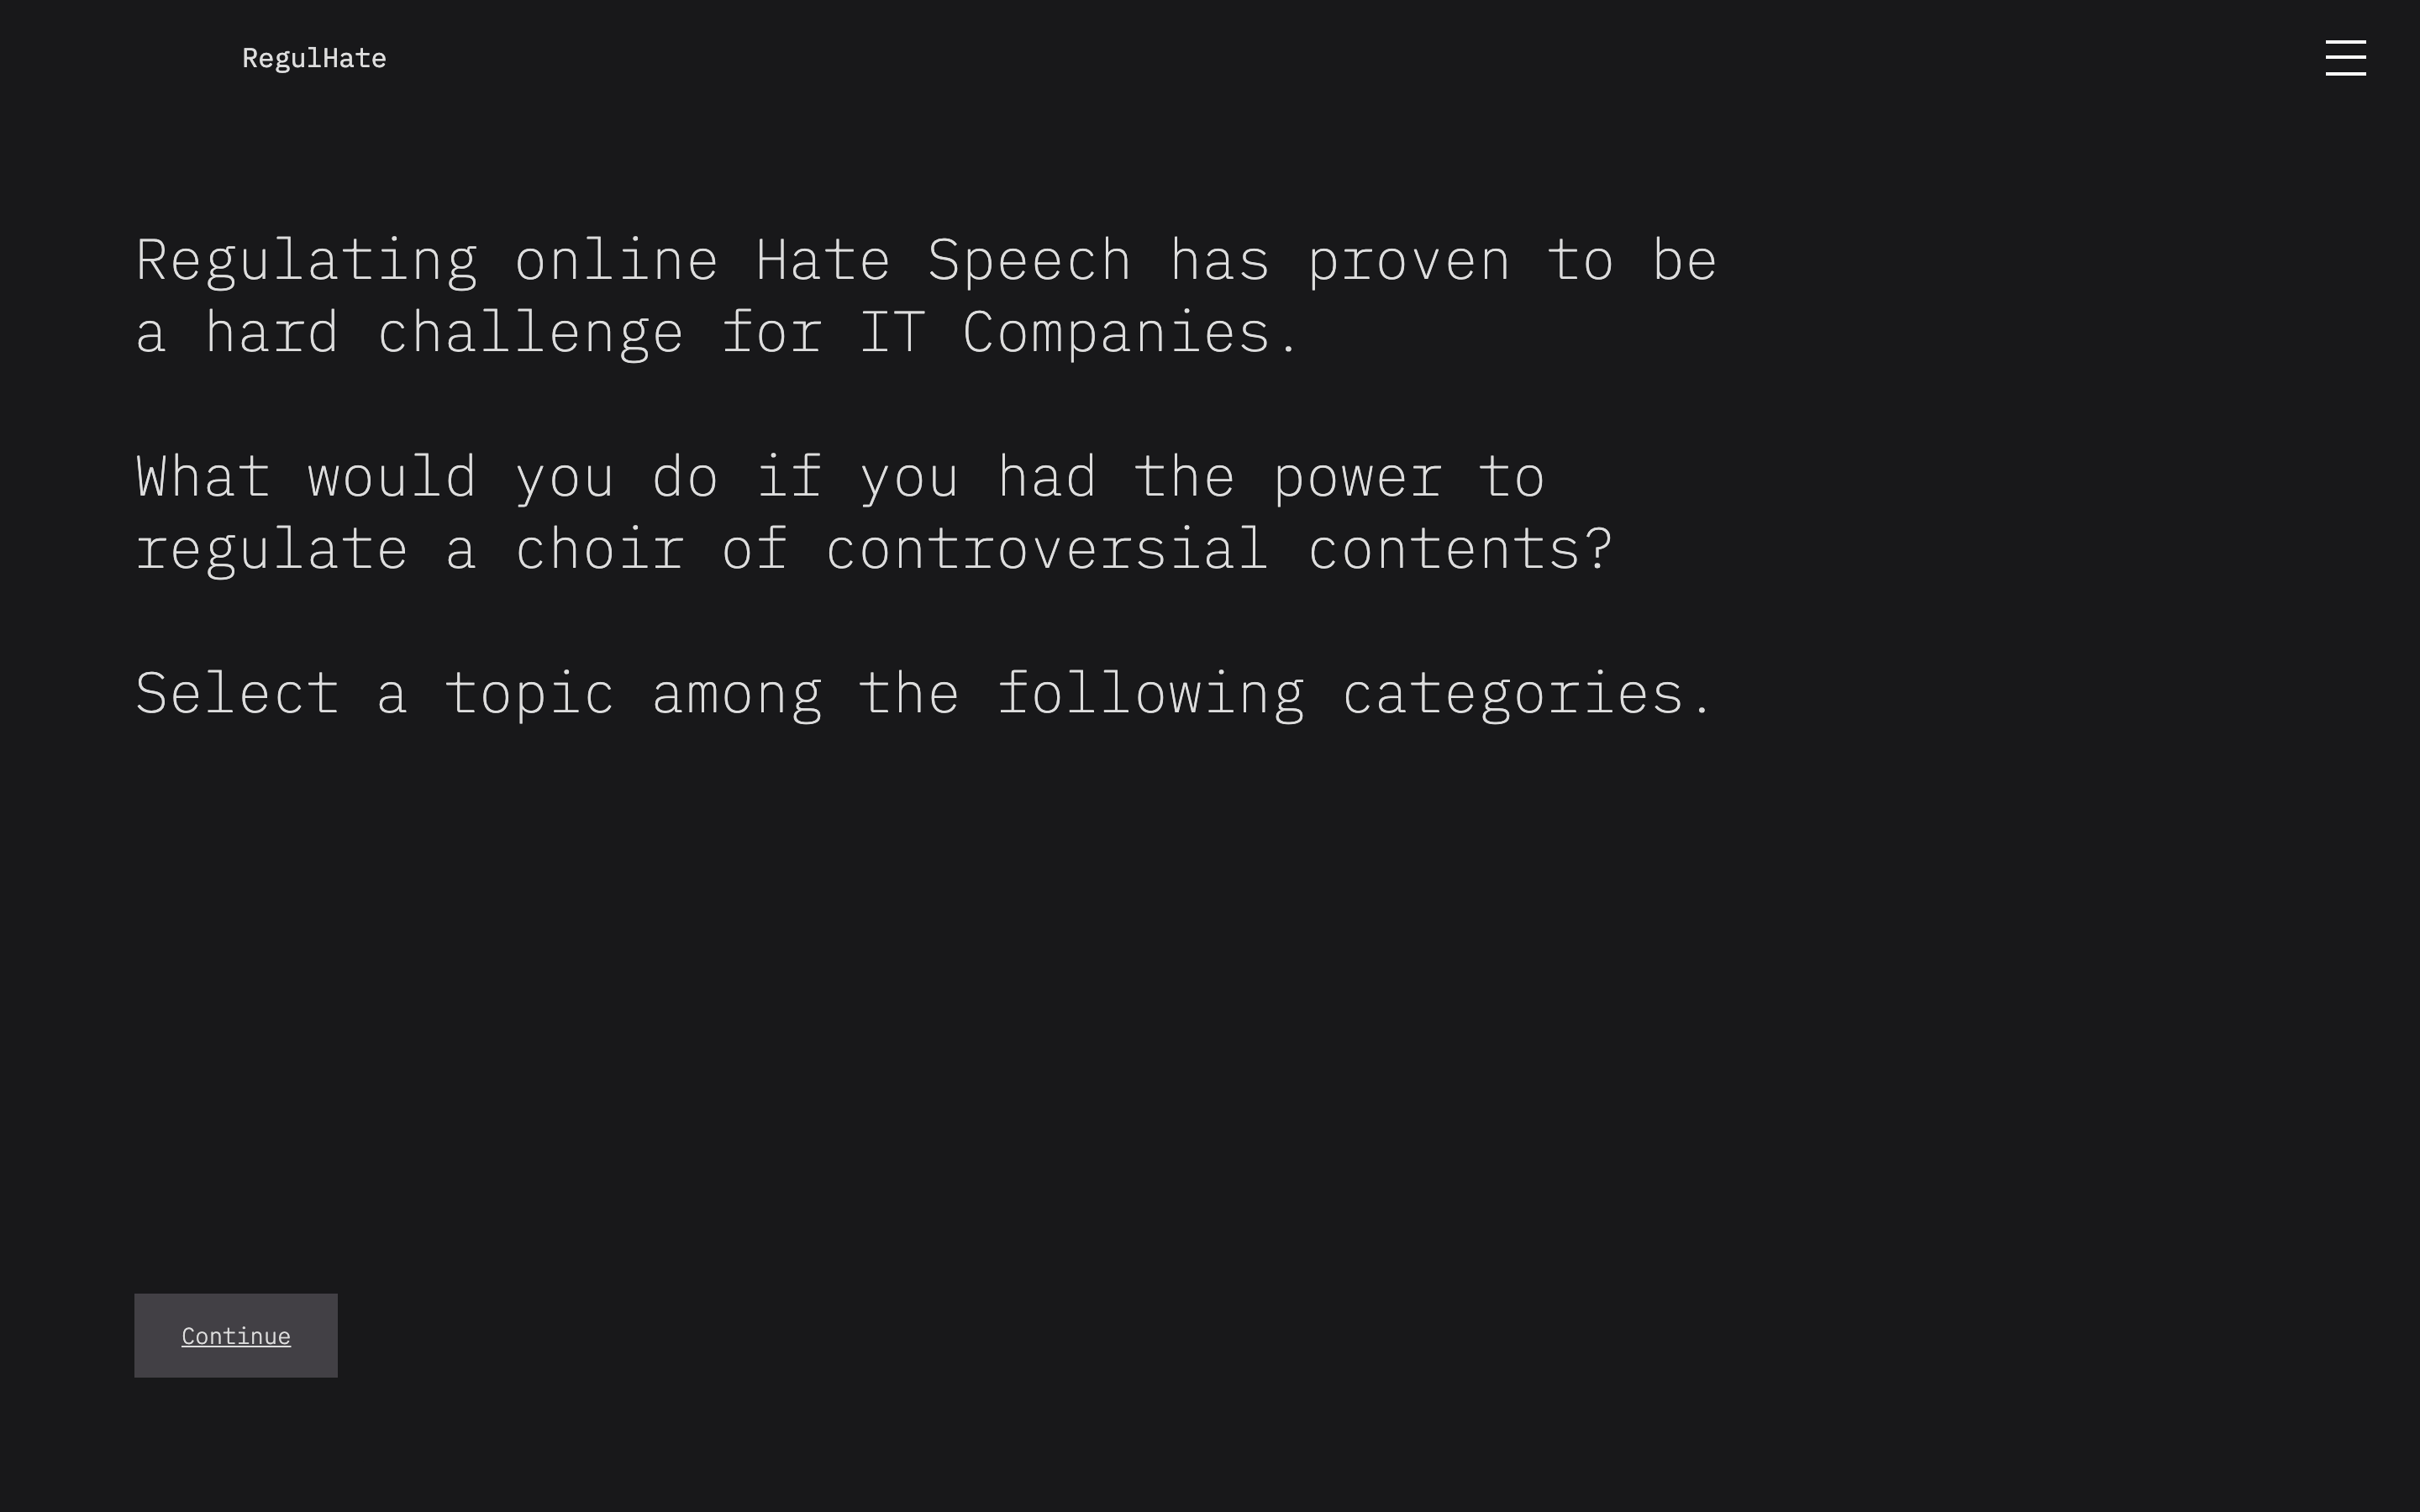 RegulHate
Regulating online Hate Speech has proven to be
a hard challenge for IT Companies.
What would you do if you had the power to
regulate a choir of controversial contents?
Select a topic among the following categories.
Continue